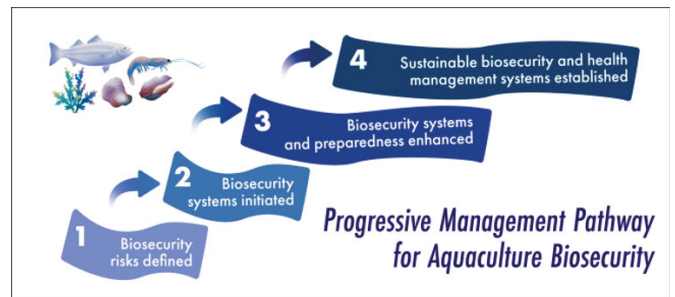 4
Sustainable biosecurity and health
management systems established
3
Biosecurity systems
and preparedness enhanced
2
Biosecurity
systems initiated
1
Biosecurity
risks defined
Progressive Management Pathway
for Aquaculture Biosecurity